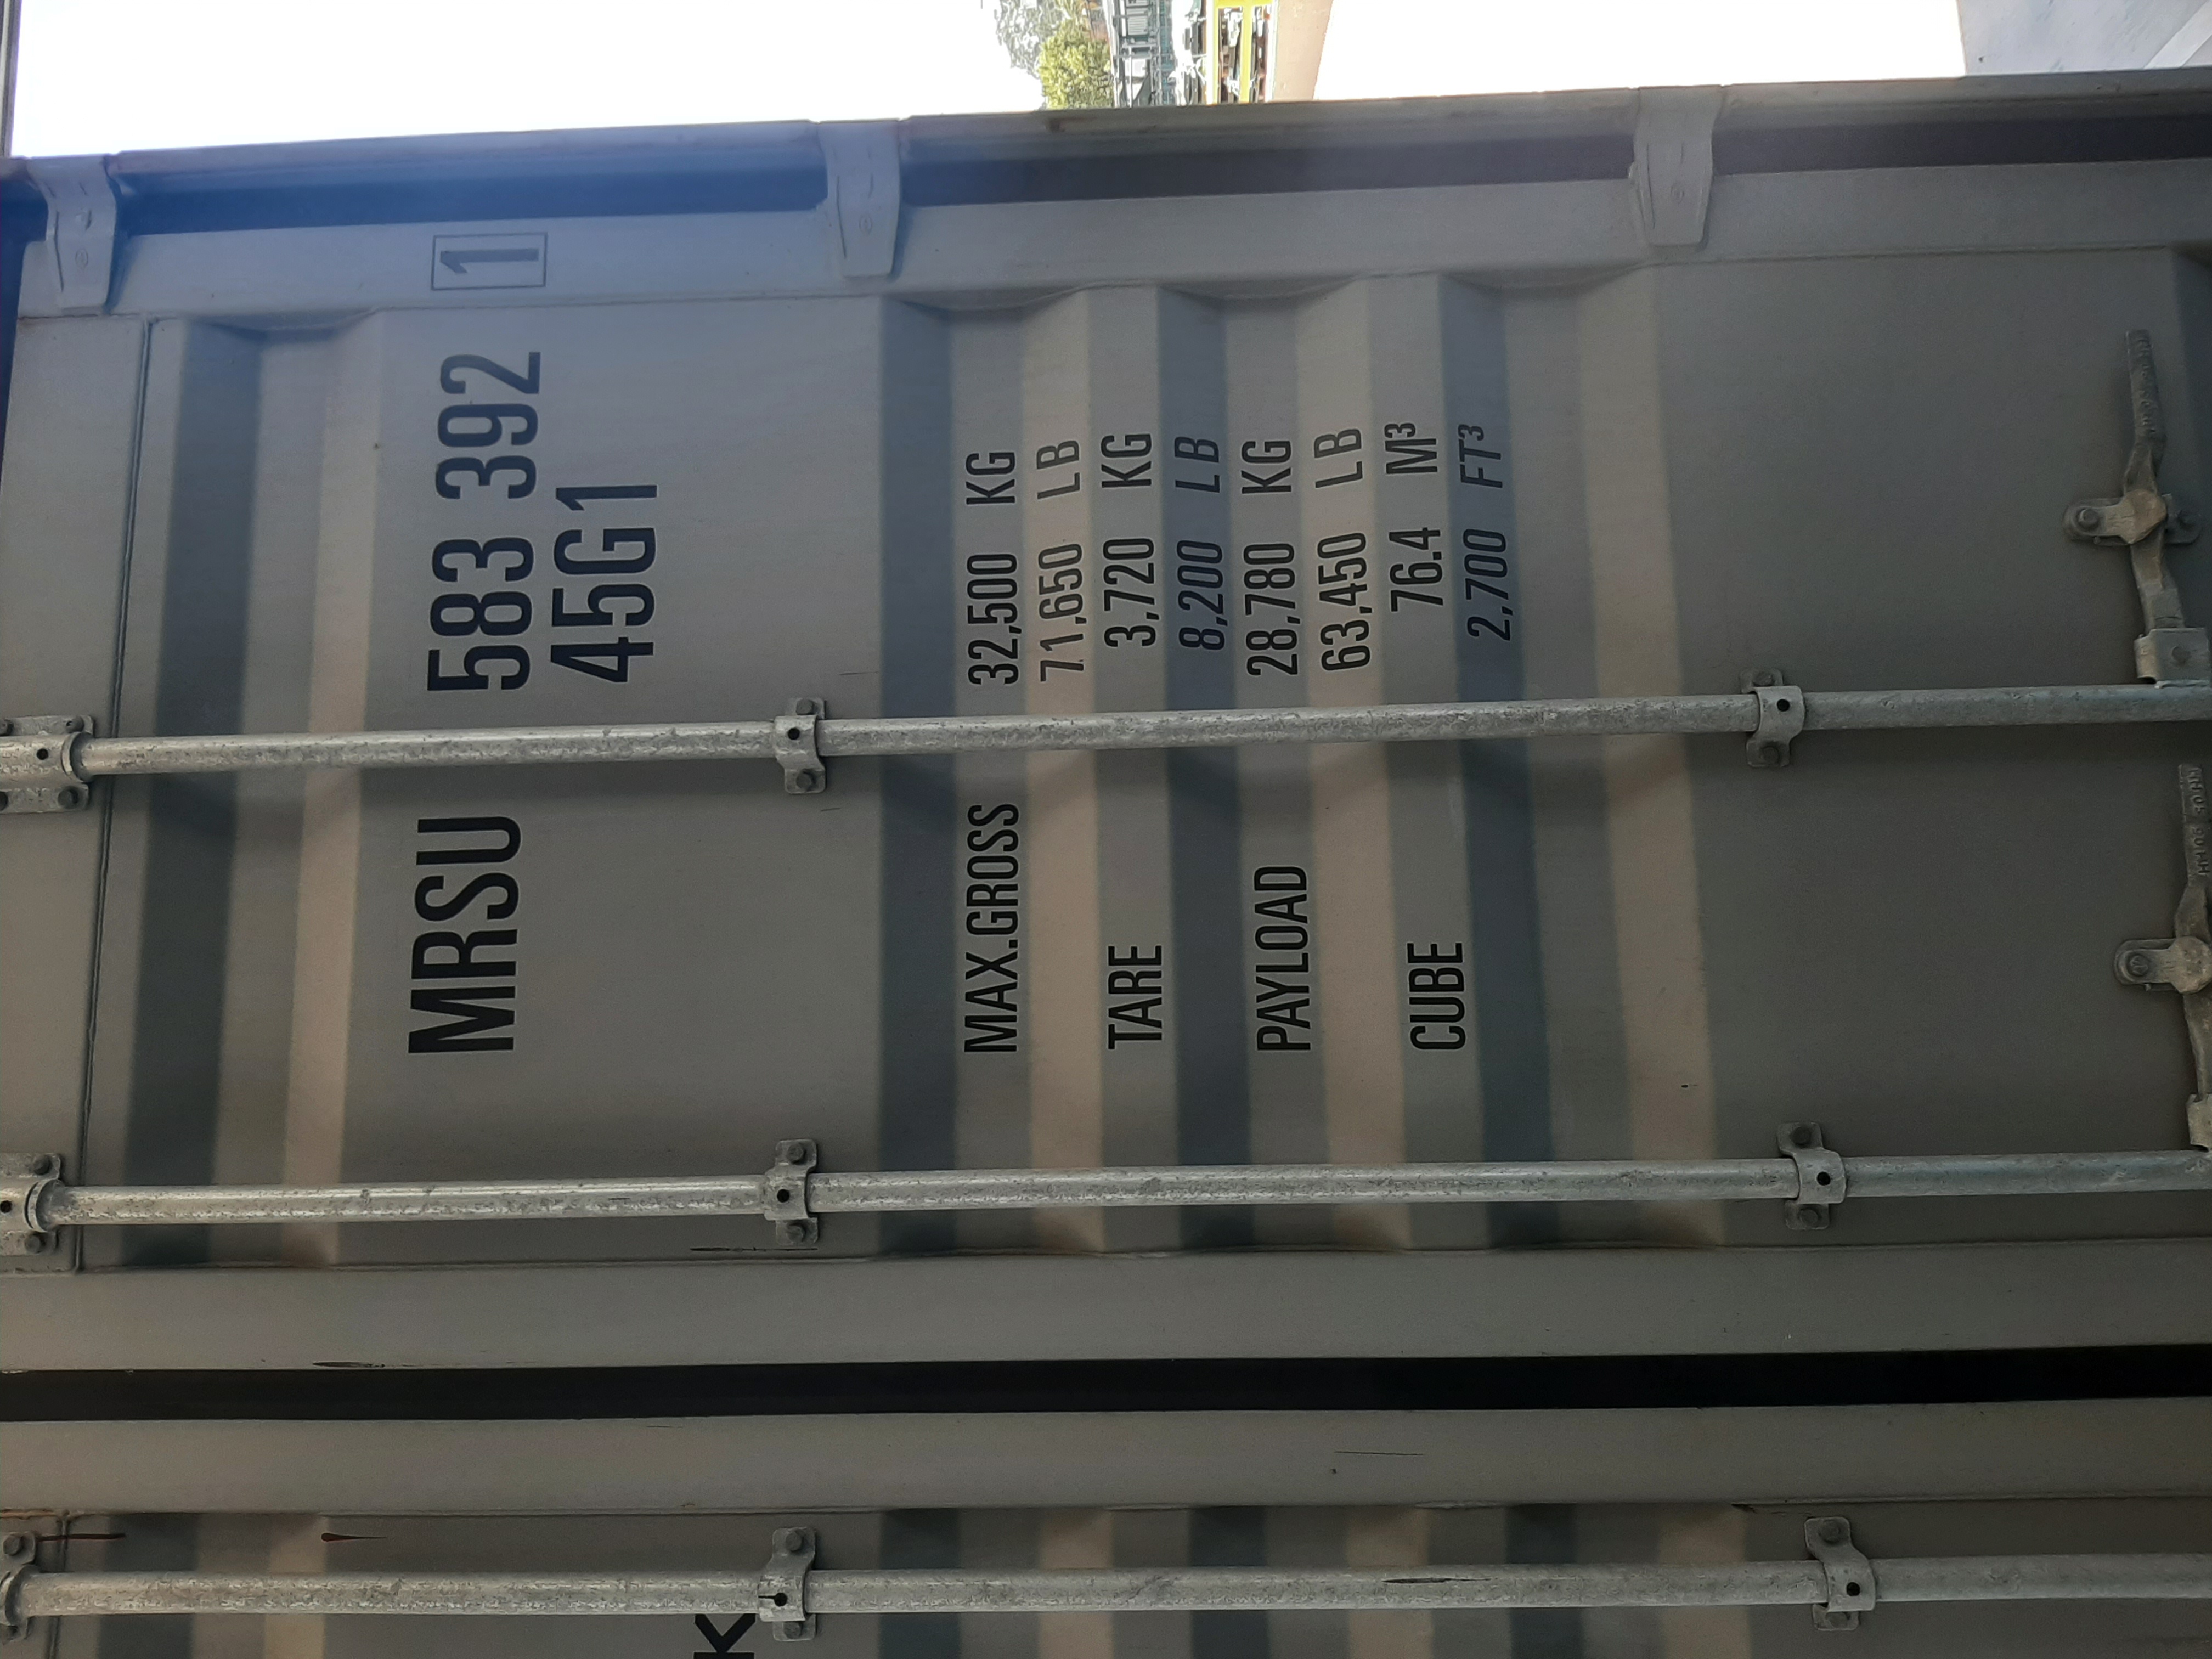 MRSU 583 392 1
45G1
MAX.GROSS 32,500 KG
71,650 LB
TARE 3,720 KG
8,200 LB
PAYLOAD 28,780 KG
63,450 LB
CUBE 76.4 M³
2,700 FT³
K